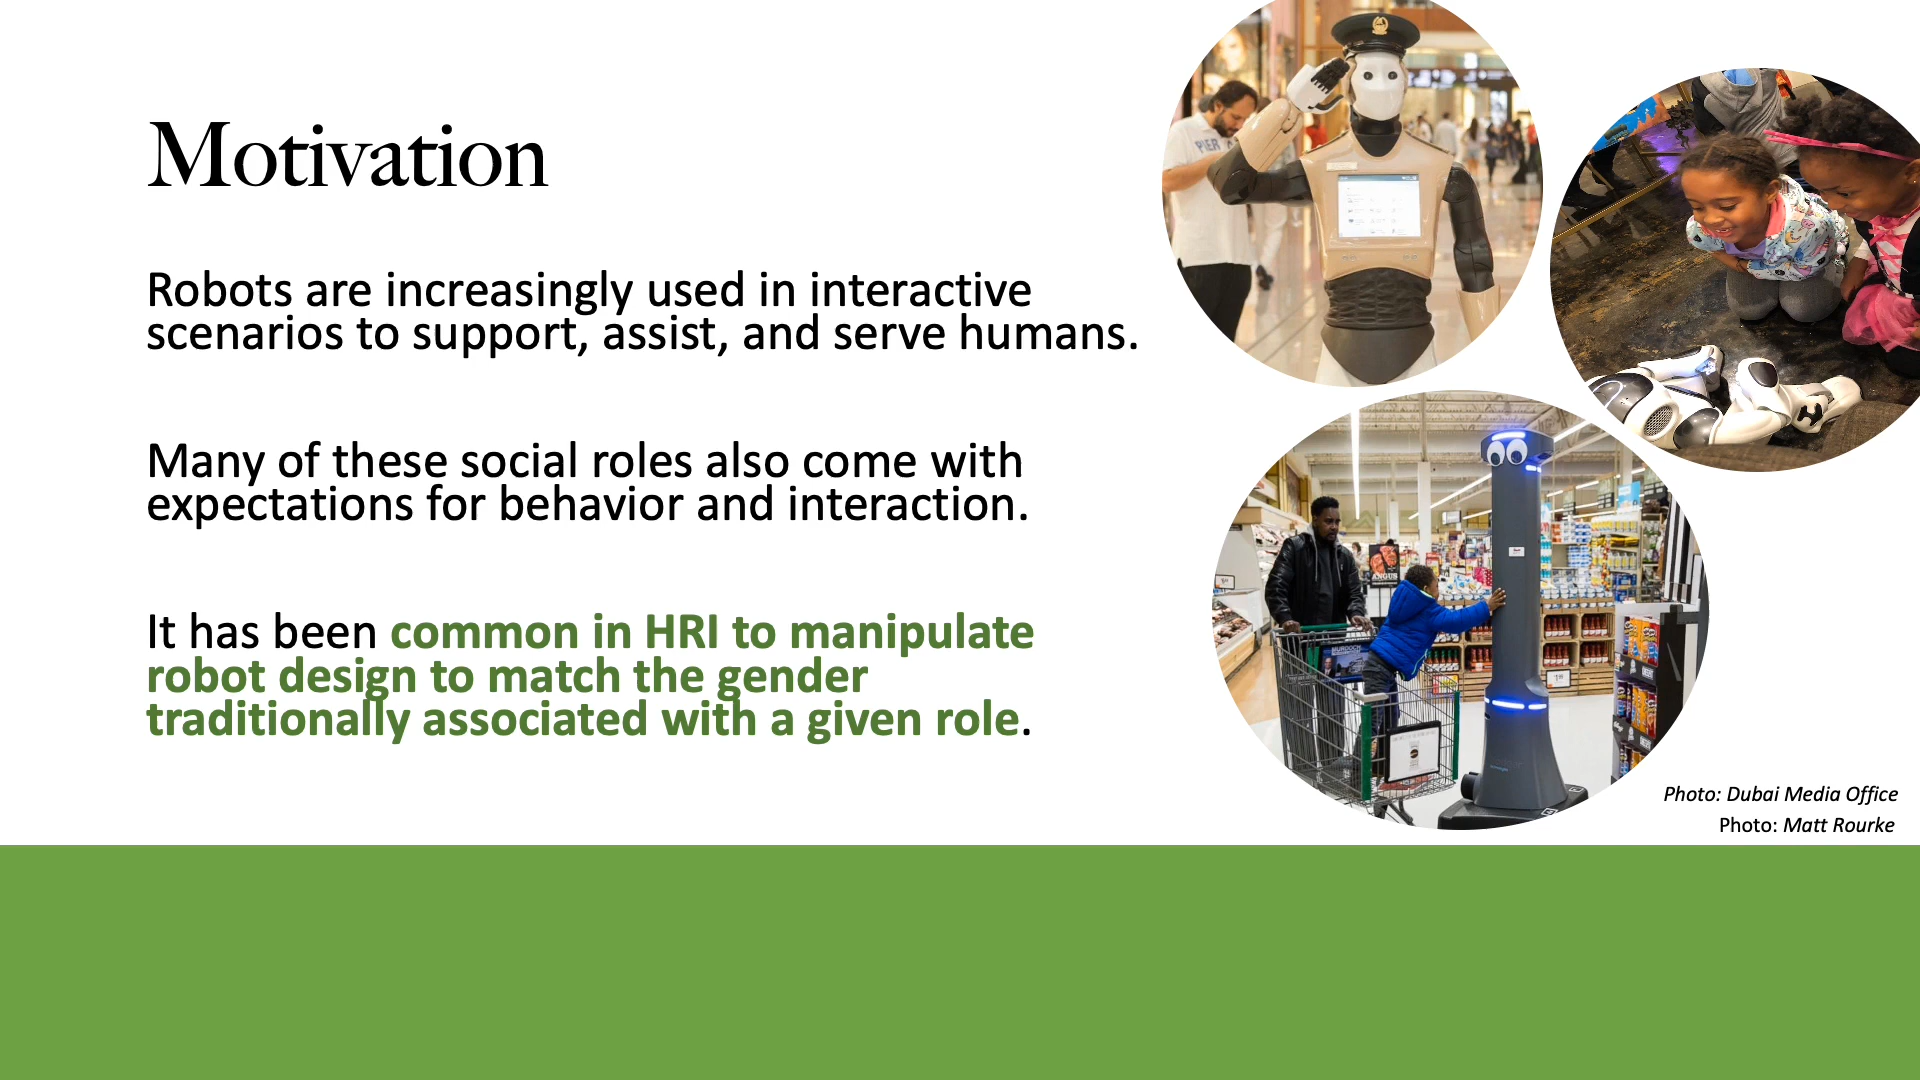 Motivation
Robots are increasingly used in interactive
scenarios to support, assist, and serve humans.
Many of these social roles also come with
expectations for behavior and interaction.
It has been common in HRI to manipulate
robot design to match the gender
traditionally associated with a given role.
PIER
ANGUS
Photo: Dubai Media Office
Photo: Matt Rourke